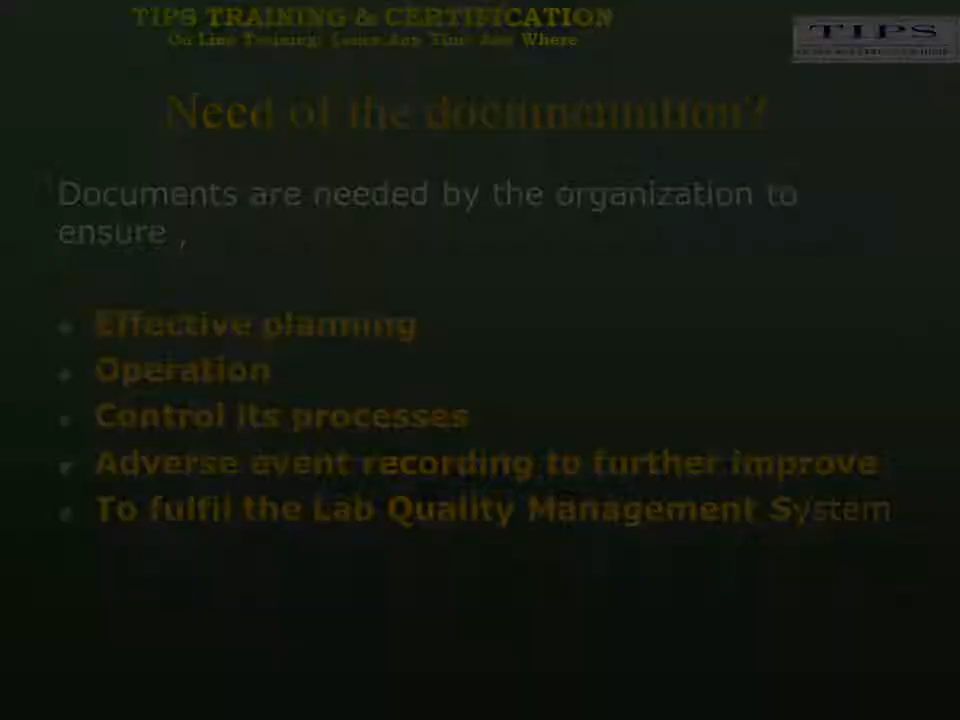 TIPS TRAINING & CERTIFICATION
On Line Training, Learn Any Time Any Where
TIPS
Need of the documentation?
Documents are needed by the organization to
ensure ,
Effective planning
Operation
Control its processes
Adverse event recording to further improve
To fulfil the Lab Quality Management System